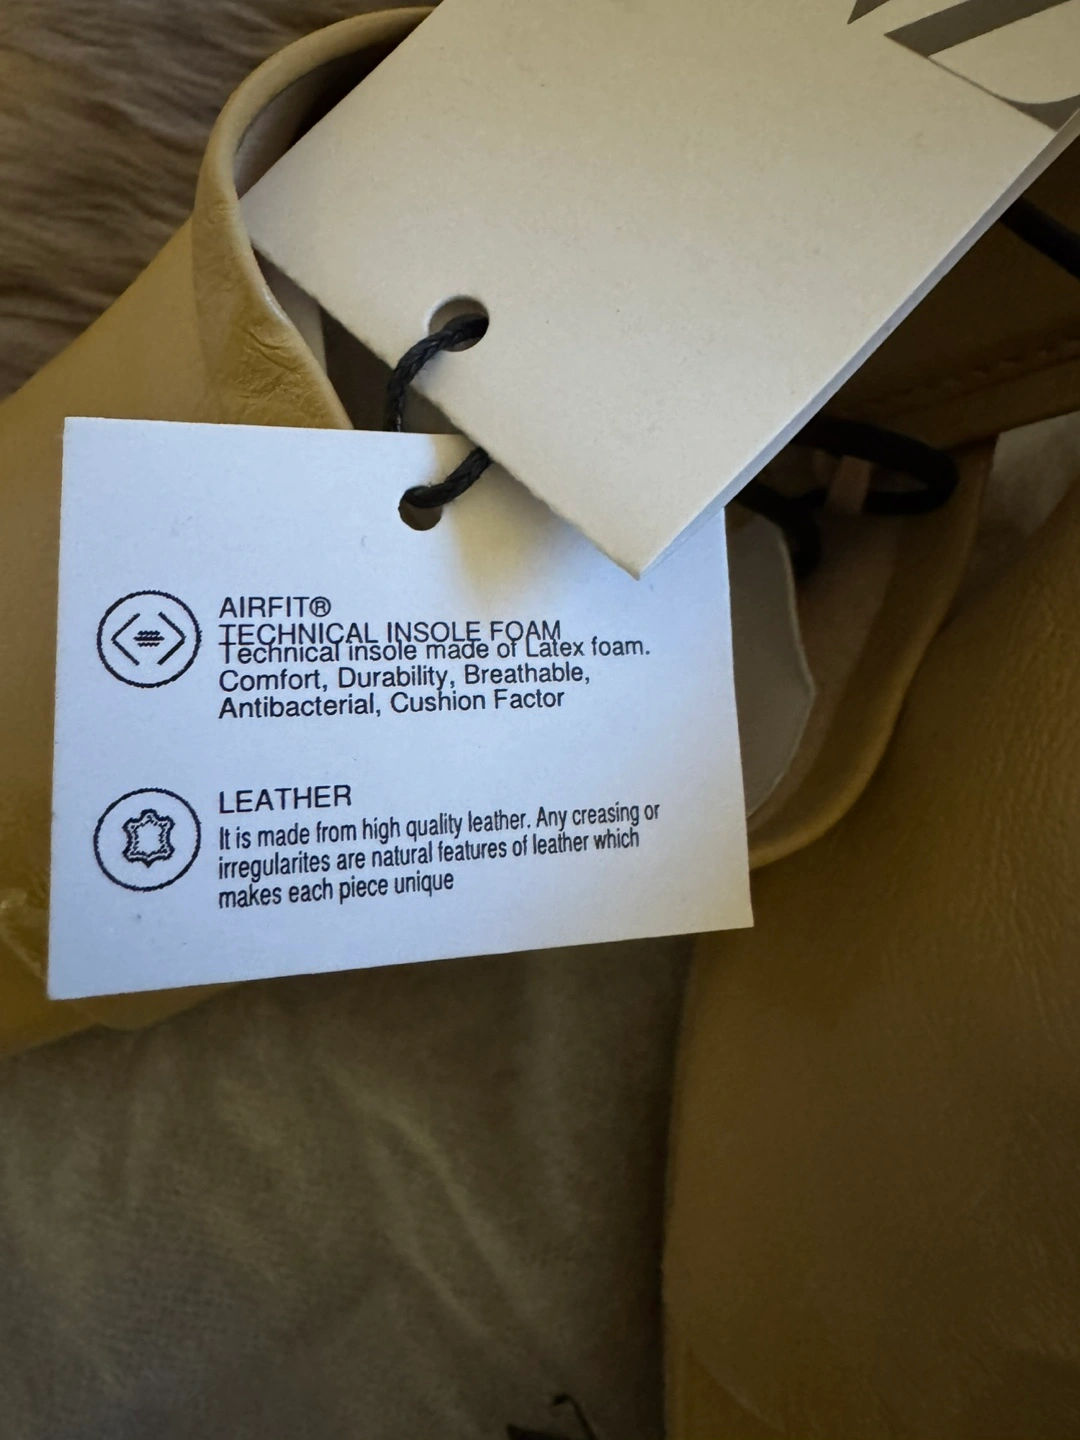 AIRFIT®
TECHNICAL INSOLE FOAM
Technical insole made of Latex foam.
Comfort, Durability, Breathable,
Antibacterial, Cushion Factor
LEATHER
It is made from high quality leather. Any creasing or
irregularites are natural features of leather which
makes each piece unique